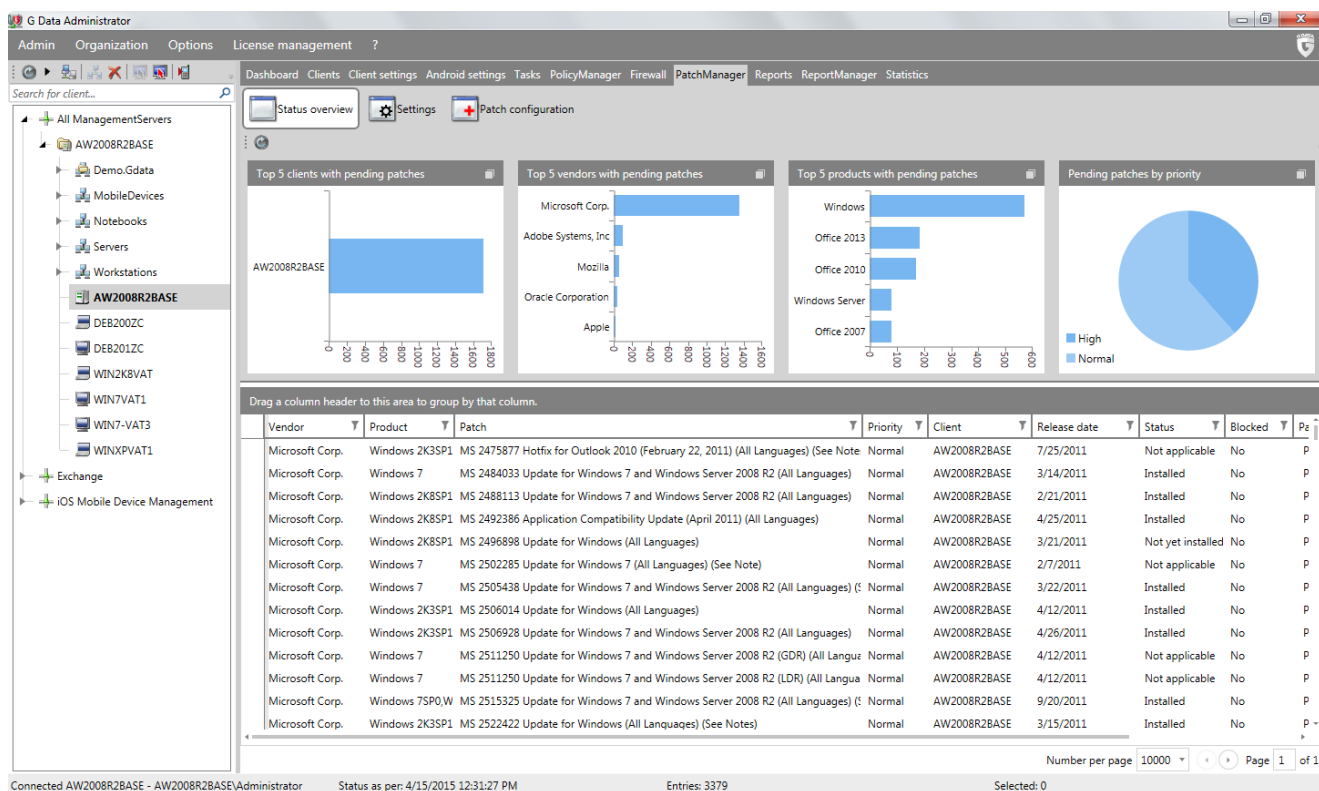 G Data Administrator
Admin Organization Options License management ?
Dashboard Clients Client settings Android settings Tasks PolicyManager Firewall PatchManager Reports ReportManager Statistics
Search for client...
All ManagementServers
AW2008R2BASE
Demo.Gdata
MobileDevices
Notebooks
Servers
Workstations
AW2008R2BASE
DEB200ZC
DEB201ZC
WIN2K8VAT
WIN7VAT1
WIN7-VAT3
WINXPVAT1
Exchange
iOS Mobile Device Management
Status overview Settings Patch configuration
Top 5 clients with pending patches
AW2008R2BASE
0 200 400 600 800 1000 1200 1400 1600 1800
Top 5 vendors with pending patches
Microsoft Corp.
Adobe Systems, Inc
Mozilla
Oracle Corporation
Apple
0 200 400 600 800 1000 1200 1400 1600
Top 5 products with pending patches
Windows
Office 2013
Office 2010
Windows Server
Office 2007
0 100 200 300 400 500 600
Pending patches by priority
High
Normal
Drag a column header to this area to group by that column.
Vendor Product Patch Priority Client Release date Status Blocked Pa
Microsoft Corp. Windows 2K3SP1 MS 2475877 Hotfix for Outlook 2010 (February 22, 2011) (All Languages) (See Note Normal AW2008R2BASE 7/25/2011 Not applicable No P
Microsoft Corp. Windows 7 MS 2484033 Update for Windows 7 and Windows Server 2008 R2 (All Languages) Normal AW2008R2BASE 3/14/2011 Installed No P
Microsoft Corp. Windows 2K8SP1 MS 2488113 Update for Windows 7 and Windows Server 2008 R2 (All Languages) Normal AW2008R2BASE 2/21/2011 Installed No P
Microsoft Corp. Windows 2K8SP1 MS 2492386 Application Compatibility Update (April 2011) (All Languages) Normal AW2008R2BASE 4/25/2011 Installed No P
Microsoft Corp. Windows 2K8SP1 MS 2496898 Update for Windows (All Languages) Normal AW2008R2BASE 3/21/2011 Not yet installed No P
Microsoft Corp. Windows 7 MS 2502285 Update for Windows 7 (All Languages) (See Note) Normal AW2008R2BASE 2/7/2011 Not applicable No P
Microsoft Corp. Windows 7 MS 2505438 Update for Windows 7 and Windows Server 2008 R2 (All Languages) (S Normal AW2008R2BASE 3/22/2011 Installed No P
Microsoft Corp. Windows 2K3SP1 MS 2506014 Update for Windows (All Languages) Normal AW2008R2BASE 4/12/2011 Installed No P
Microsoft Corp. Windows 2K3SP1 MS 2506928 Update for Windows 7 and Windows Server 2008 R2 (All Languages) Normal AW2008R2BASE 4/26/2011 Installed No P
Microsoft Corp. Windows 7 MS 2511250 Update for Windows 7 and Windows Server 2008 R2 (GDR) (All Langua Normal AW2008R2BASE 4/12/2011 Not applicable No P
Microsoft Corp. Windows 7 MS 2511250 Update for Windows 7 and Windows Server 2008 R2 (LDR) (All Langua Normal AW2008R2BASE 4/12/2011 Not applicable No P
Microsoft Corp. Windows 7SP0,W MS 2515325 Update for Windows 7 and Windows Server 2008 R2 (All Languages) (S Normal AW2008R2BASE 9/20/2011 Installed No P
Microsoft Corp. Windows 2K3SP1 MS 2522422 Update for Windows (All Languages) (See Notes) Normal AW2008R2BASE 3/15/2011 Installed No P
Number per page 10000 Page 1 of 1
Connected AW2008R2BASE - AW2008R2BASE\Administrator Status as per: 4/15/2015 12:31:27 PM Entries: 3379 Selected: 0